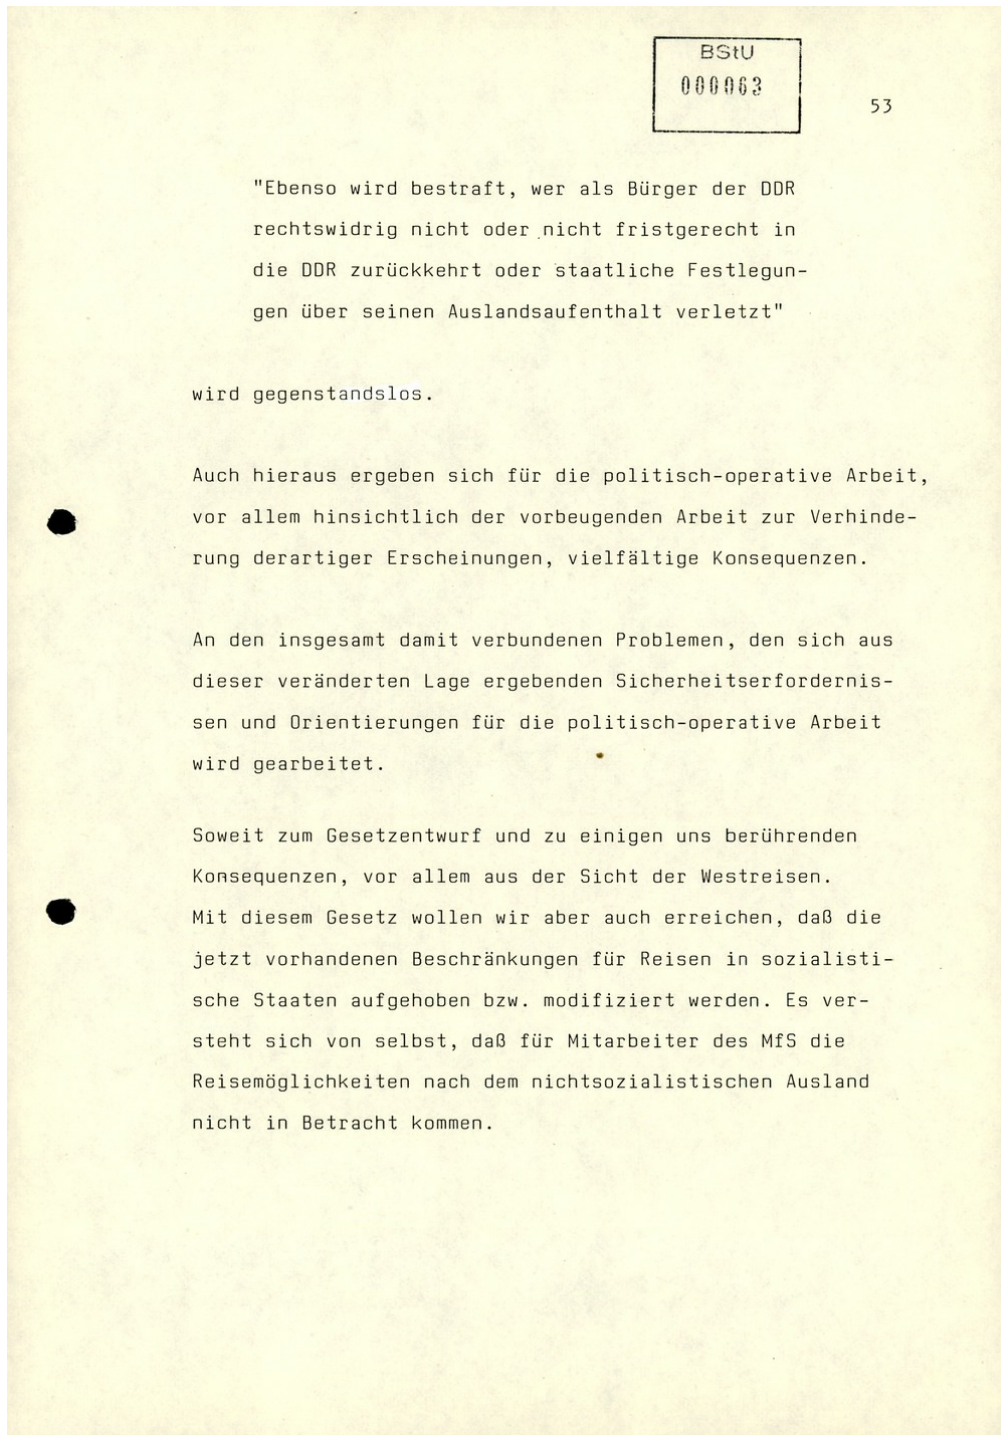 BStU
000063
53
"Ebenso wird bestraft, wer als Bürger der DDR
rechtswidrig nicht oder nicht fristgerecht in
die DDR zurückkehrt oder staatliche Festlegun-
gen über seinen Auslandsaufenthalt verletzt"
wird gegenstandslos.
Auch hieraus ergeben sich für die politisch-operative Arbeit,
vor allem hinsichtlich der vorbeugenden Arbeit zur Verhinde-
rung derartiger Erscheinungen, vielfältige Konsequenzen.
An den insgesamt damit verbundenen Problemen, den sich aus
dieser veränderten Lage ergebenden Sicherheitserfordernis-
sen und Orientierungen für die politisch-operative Arbeit
wird gearbeitet.
Soweit zum Gesetzentwurf und zu einigen uns berührenden
Konsequenzen, vor allem aus der Sicht der Westreisen.
Mit diesem Gesetz wollen wir aber auch erreichen, daß die
jetzt vorhandenen Beschränkungen für Reisen in sozialisti-
sche Staaten aufgehoben bzw. modifiziert werden. Es ver-
steht sich von selbst, daß für Mitarbeiter des MfS die
Reisemöglichkeiten nach dem nichtsozialistischen Ausland
nicht in Betracht kommen.